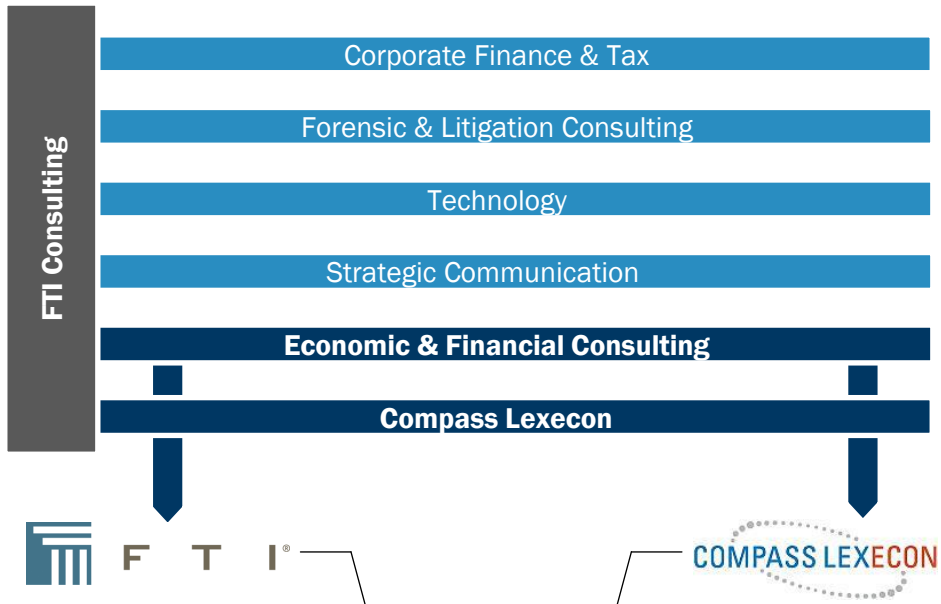 FTI Consulting
Corporate Finance & Tax
Forensic & Litigation Consulting
Technology
Strategic Communication
Economic & Financial Consulting
Compass Lexecon
F T I®
COMPASS LEXECON